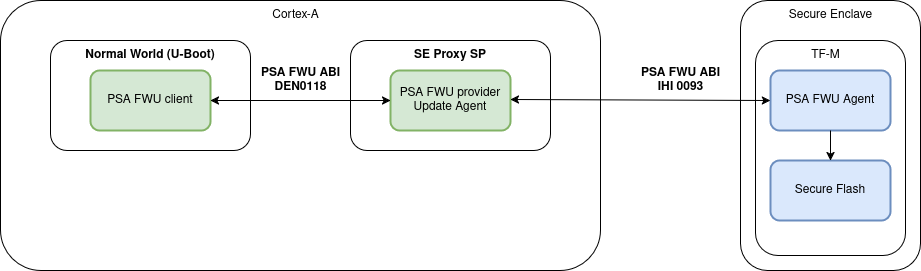 Cortex-A
Secure Enclave
Normal World (U-Boot)
SE Proxy SP
TF-M
PSA FWU ABI
DEN0118
PSA FWU ABI
IHI 0093
PSA FWU client
PSA FWU provider
Update Agent
PSA FWU Agent
Secure Flash